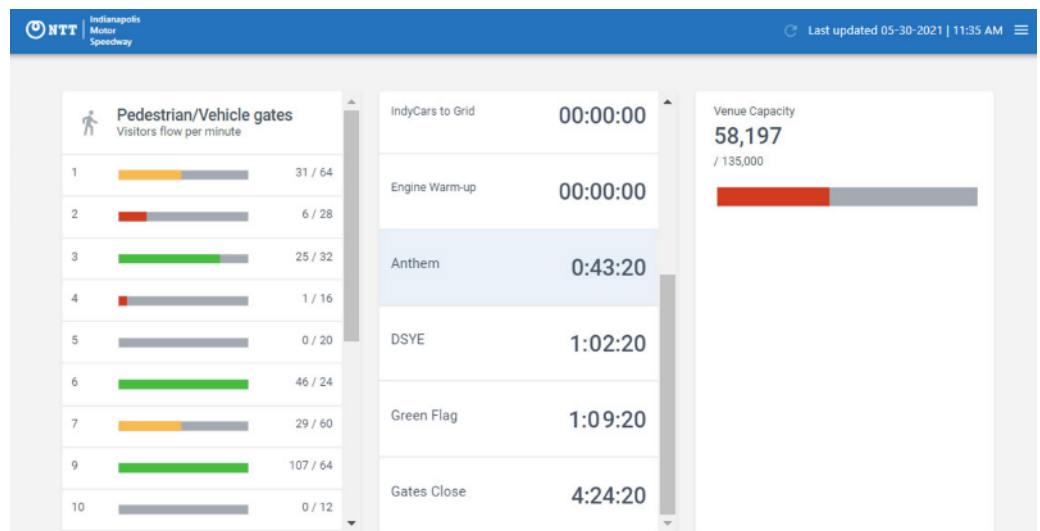 NTT
Indianapolis
Motor
Speedway
Last updated 05-30-2021 | 11:35 AM
Pedestrian/Vehicle gates
Visitors flow per minute
1 31 / 64
2 6 / 28
3 25 / 32
4 1 / 16
5 0 / 20
6 46 / 24
7 29 / 60
9 107 / 64
10 0 / 12
IndyCars to Grid 00:00:00
Engine Warm-up 00:00:00
Anthem 0:43:20
DSYE 1:02:20
Green Flag 1:09:20
Gates Close 4:24:20
Venue Capacity
58,197
/ 135,000